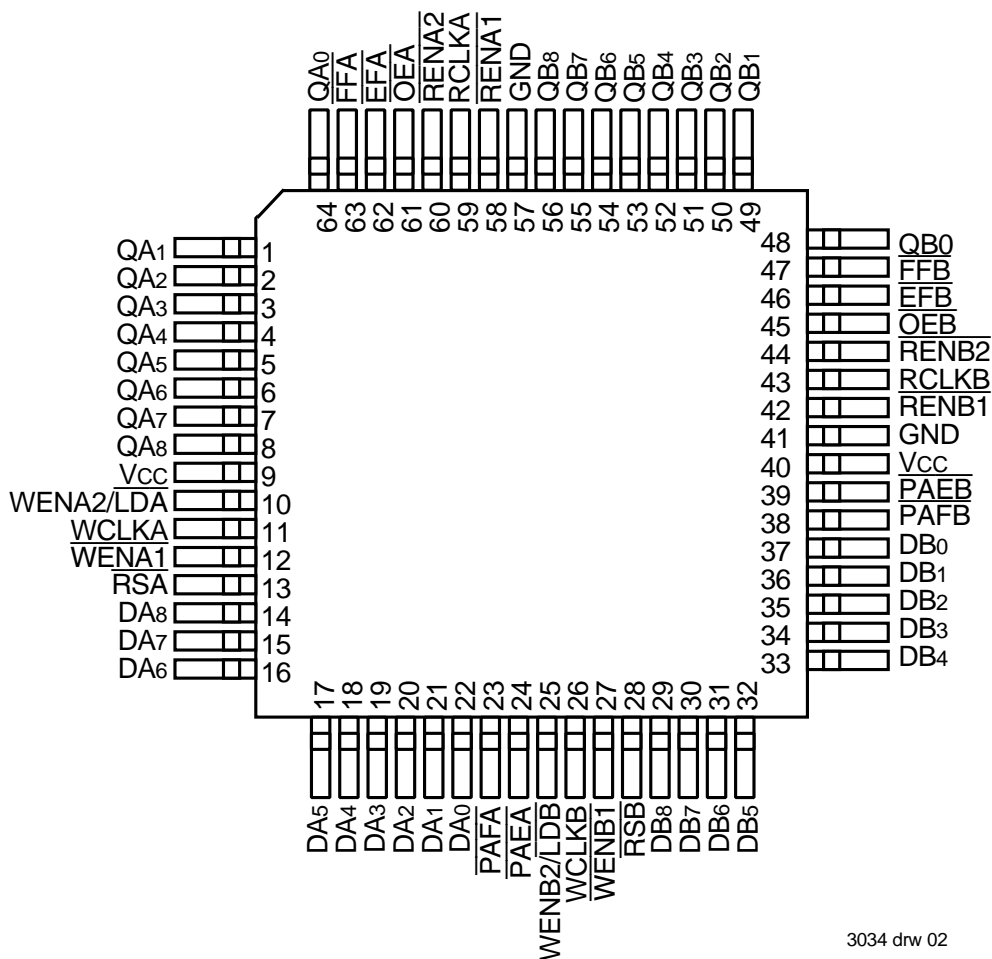 QA0
FFA
EFA
OEA
RENA2
RCLKA
RENA1
GND
QB8
QB7
QB6
QB5
QB4
QB3
QB2
QB1
64
63
62
61
60
59
58
57
56
55
54
53
52
51
50
49
QA1 1
QA2 2
QA3 3
QA4 4
QA5 5
QA6 6
QA7 7
QA8 8
VCC 9
WENA2/LDA 10
WCLKA 11
WENA1 12
RSA 13
DA8 14
DA7 15
DA6 16
48 QB0
47 FFB
46 EFB
45 OEB
44 RENB2
43 RCLKB
42 RENB1
41 GND
40 VCC
39 PAEB
38 PAFB
37 DB0
36 DB1
35 DB2
34 DB3
33 DB4
17
18
19
20
21
22
23
24
25
26
27
28
29
30
31
32
DA5
DA4
DA3
DA2
DA1
DA0
PAFA
PAEA
WENB2/LDB
WCLKB
WENB1
RSB
DB8
DB7
DB6
DB5
3034 drw 02